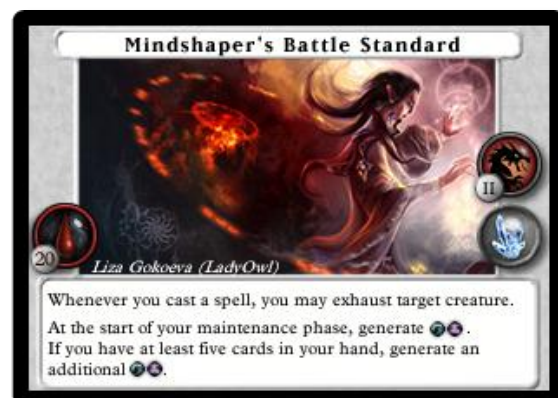 Mindshaper's Battle Standard
II
20
Liza Gokoeva (LadyOwl)
Whenever you cast a spell, you may exhaust target creature.
At the start of your maintenance phase, generate .
If you have at least five cards in your hand, generate an
additional .